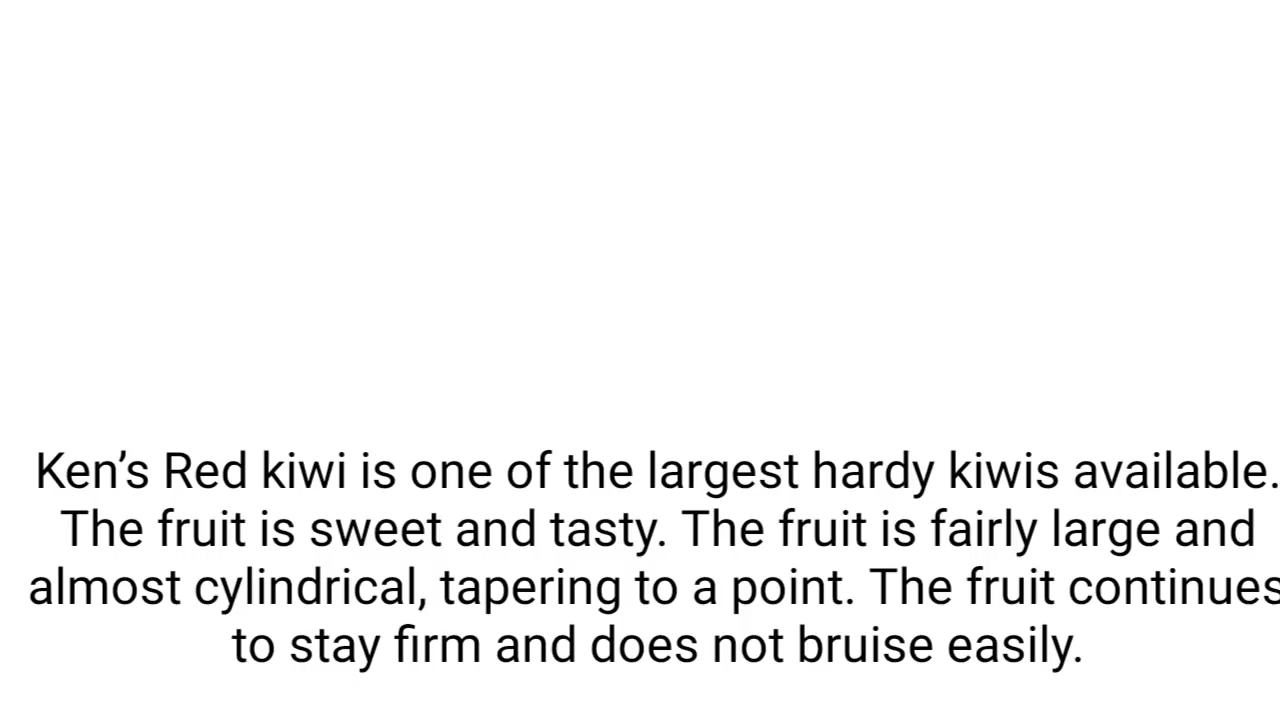 Ken’s Red kiwi is one of the largest hardy kiwis available.
The fruit is sweet and tasty. The fruit is fairly large and
almost cylindrical, tapering to a point. The fruit continues
to stay firm and does not bruise easily.